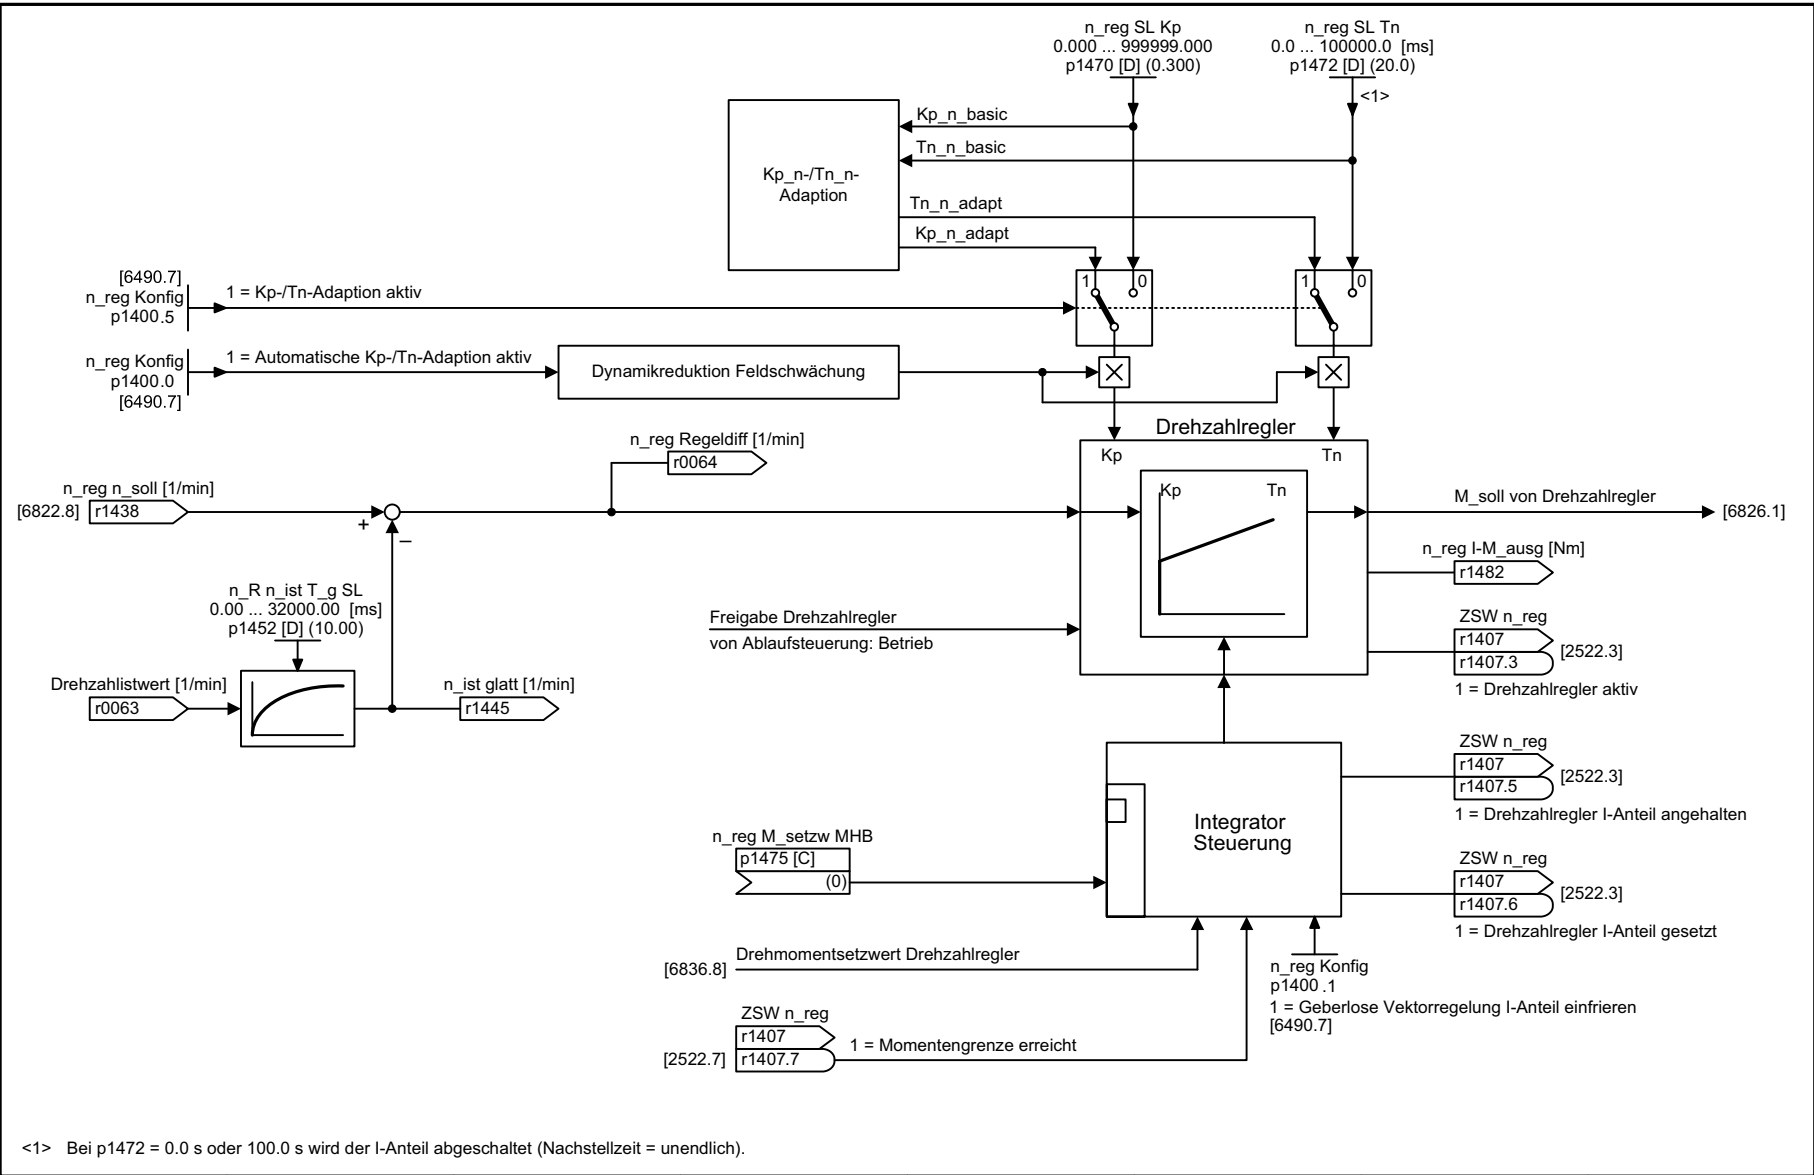 n_reg SL Kp
0.000 ... 999999.000
p1470 [D] (0.300)
n_reg SL Tn
0.0 ... 100000.0 [ms]
p1472 [D] (20.0)
<1>
Kp_n_basic
Tn_n_basic
Kp_n-/Tn_n-
Adaption
Tn_n_adapt
Kp_n_adapt
[6490.7]
n_reg Konfig
p1400.5
1 = Kp-/Tn-Adaption aktiv
1 0
1 0
n_reg Konfig
p1400.0
[6490.7]
1 = Automatische Kp-/Tn-Adaption aktiv
Dynamikreduktion Feldschwächung
n_reg Regeldiff [1/min]
r0064
Drehzahlregler
Kp Tn
Kp Tn
n_reg n_soll [1/min]
[6822.8] r1438
+
–
M_soll von Drehzahlregler
[6826.1]
n_reg I-M_ausg [Nm]
r1482
n_R n_ist T_g SL
0.00 ... 32000.00 [ms]
p1452 [D] (10.00)
Freigabe Drehzahlregler
von Ablaufsteuerung: Betrieb
ZSW n_reg
r1407
r1407.3
[2522.3]
1 = Drehzahlregler aktiv
Drehzahlistwert [1/min]
r0063
n_ist glatt [1/min]
r1445
ZSW n_reg
r1407
r1407.5
[2522.3]
1 = Drehzahlregler I-Anteil angehalten
Integrator
Steuerung
n_reg M_setzw MHB
p1475 [C]
(0)
ZSW n_reg
r1407
r1407.6
[2522.3]
1 = Drehzahlregler I-Anteil gesetzt
[6836.8] Drehmomentsetzwert Drehzahlregler
n_reg Konfig
p1400 .1
1 = Geberlose Vektorregelung I-Anteil einfrieren
[6490.7]
ZSW n_reg
r1407
[2522.7] r1407.7
1 = Momentengrenze erreicht
<1> Bei p1472 = 0.0 s oder 100.0 s wird der I-Anteil abgeschaltet (Nachstellzeit = unendlich).